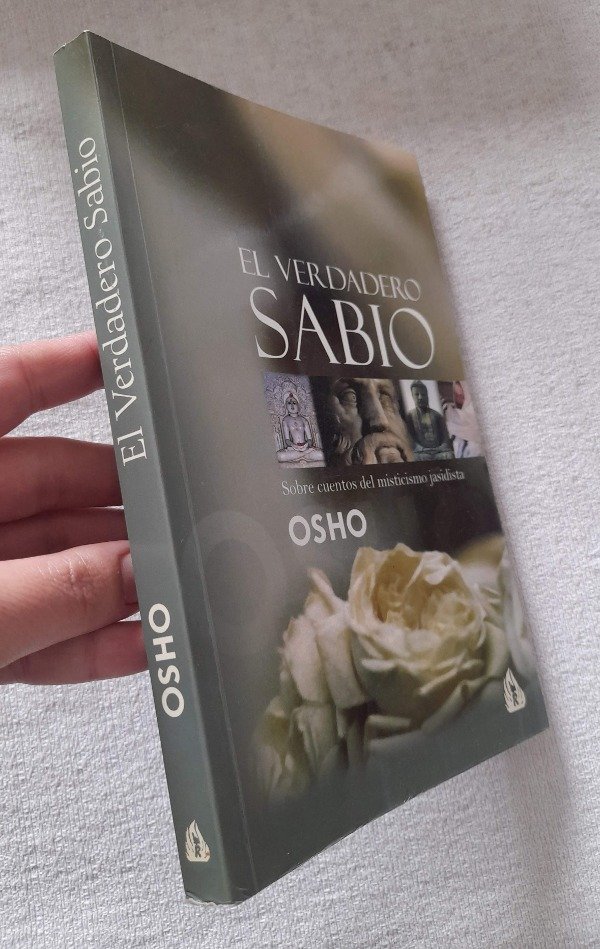 El Verdadero Sabio
OSHO
EL VERDADERO
SABIO
Sobre cuentos del misticismo jasidista
OSHO